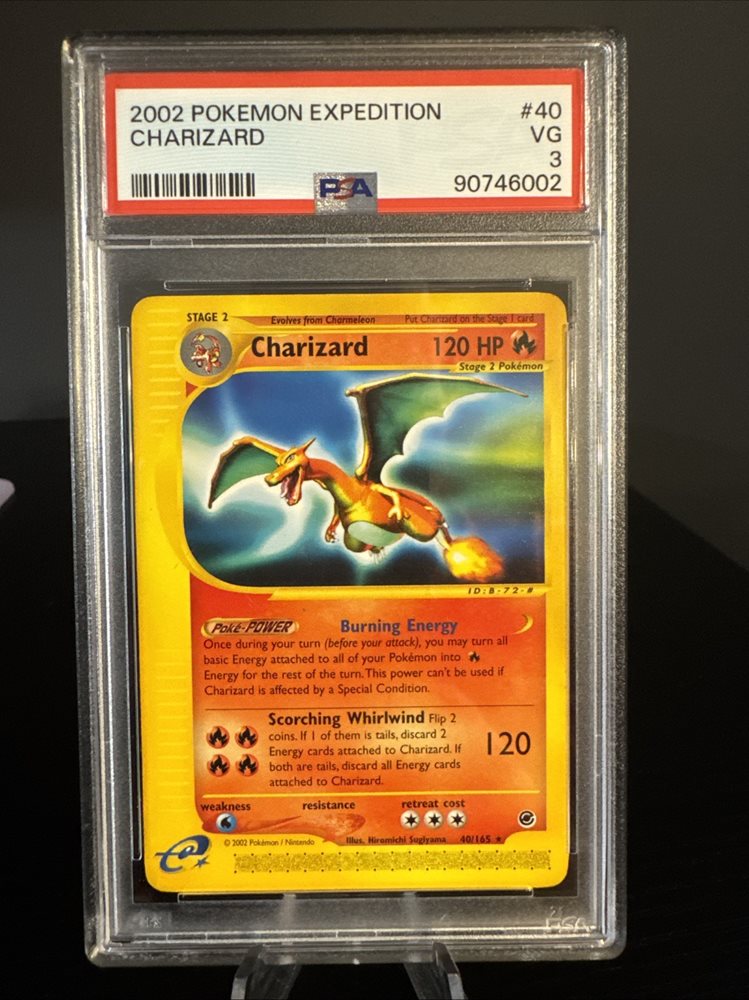 2002 POKEMON EXPEDITION #40
CHARIZARD VG
3
PSA 90746002
STAGE 2 Evolves from Charmeleon Put Charizard on the Stage 1 card
Charizard 120 HP
Stage 2 Pokémon
ID:B-72-#
Poké-POWER Burning Energy
Once during your turn (before your attack), you may turn all
basic Energy attached to all of your Pokémon into
Energy for the rest of the turn. This power can't be used if
Charizard is affected by a Special Condition.
Scorching Whirlwind Flip 2
coins. If 1 of them is tails, discard 2
Energy cards attached to Charizard. If
both are tails, discard all Energy cards
attached to Charizard.
120
weakness resistance retreat cost
© 2002 Pokémon / Nintendo Illus. Hiromichi Sugiyama 40/165 ★
e